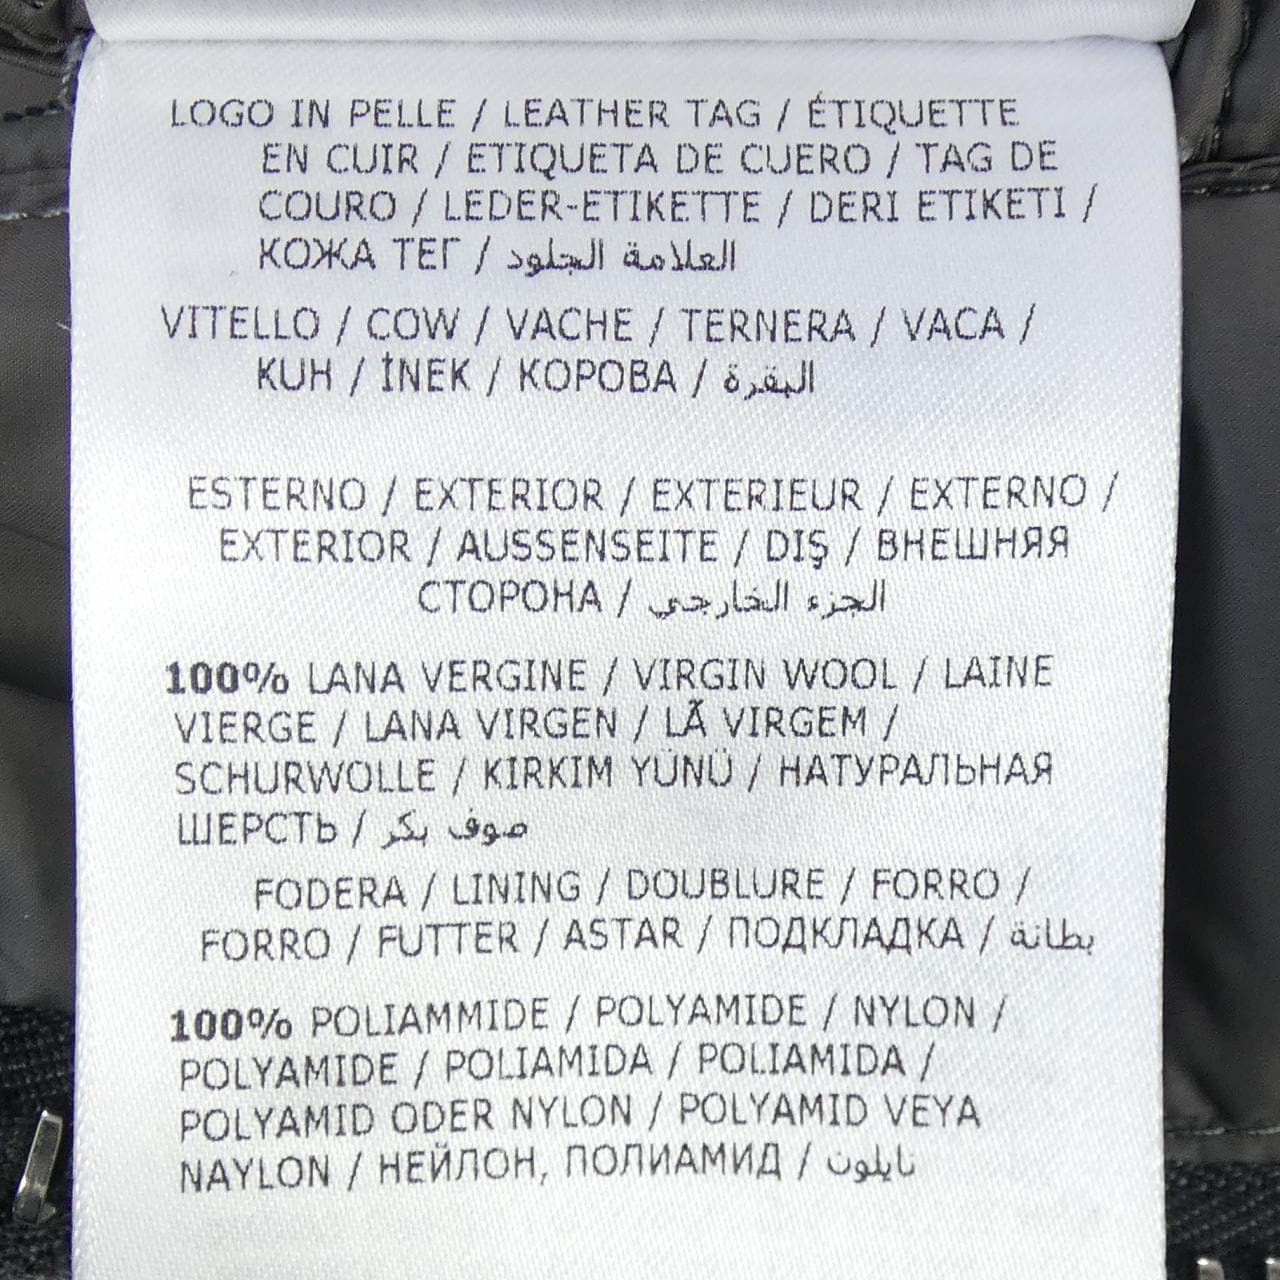 LOGO IN PELLE / LEATHER TAG / ÉTIQUETTE
EN CUIR / ETIQUETA DE CUERO / TAG DE
COURO / LEDER-ETIKETTE / DERI ETIKETI /
КОЖА ТЕГ / العلامة الجلود
VITELLO / COW / VACHE / TERNERA / VACA /
KUH / İNEK / КОРОВА / البقرة
ESTERNO / EXTERIOR / EXTERIEUR / EXTERNO /
EXTERIOR / AUSSENSEITE / DIŞ / ВНЕШНЯЯ
СТОРОНА / الجزء الخارجي
100% LANA VERGINE / VIRGIN WOOL / LAINE
VIERGE / LANA VIRGEN / LÃ VIRGEM /
SCHURWOLLE / KIRKIM YÜNÜ / НАТУРАЛЬНАЯ
ШЕРСТЬ / صوف بكر
FODERA / LINING / DOUBLURE / FORRO /
FORRO / FUTTER / ASTAR / ПОДКЛАДКА / بطانة
100% POLIAMMIDE / POLYAMIDE / NYLON /
POLYAMIDE / POLIAMIDA / POLIAMIDA /
POLYAMID ODER NYLON / POLYAMID VEYA
NAYLON / НЕЙЛОН, ПОЛИАМИД / نايلون